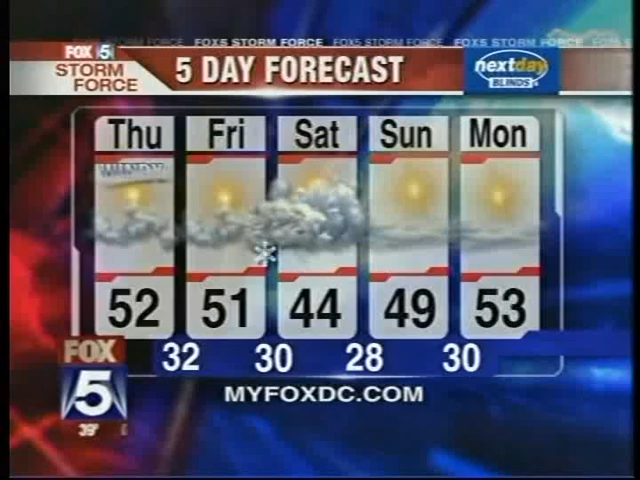 FOX5 STORM FORCE FOX5 STORM FORCE FOX5 STORM FORCE
FOX 5
STORM FORCE
5 DAY FORECAST
nextday
BLINDS
Thu Fri Sat Sun Mon
WINDY
52 51 44 49 53
32 30 28 30
FOX
5
39°
MYFOXDC.COM